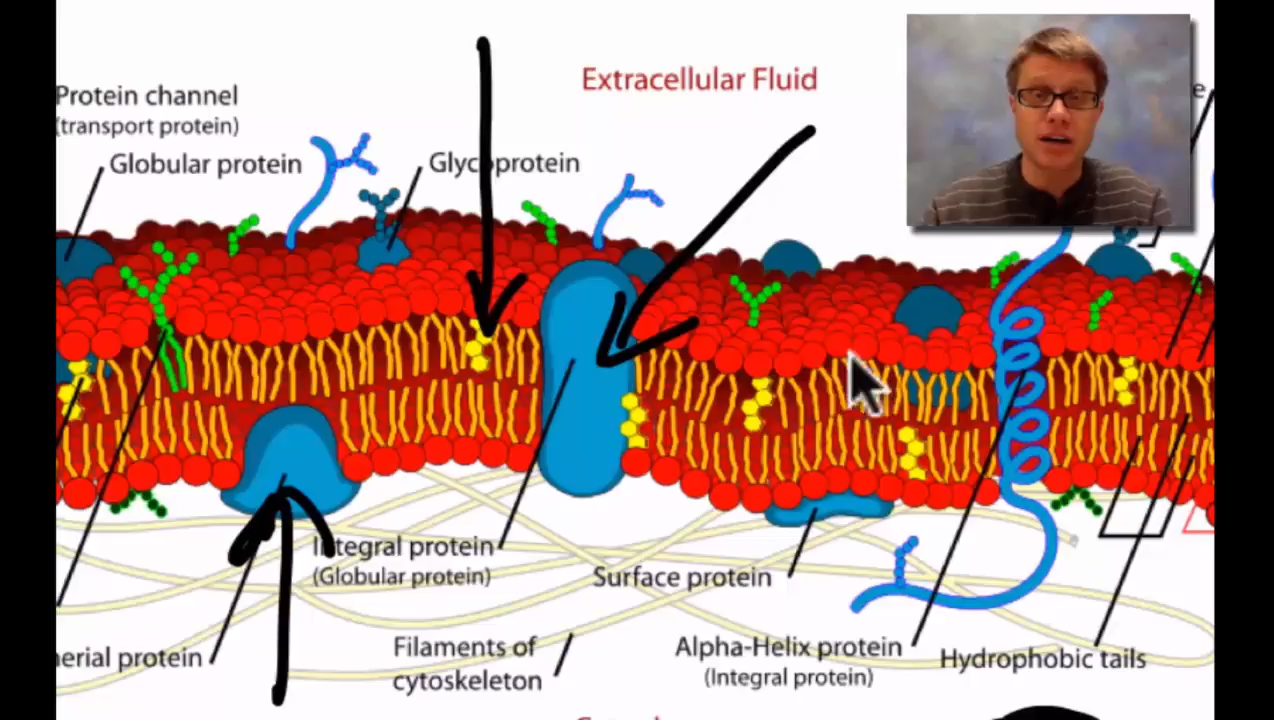 Extracellular Fluid
Protein channel
(transport protein)
Globular protein
Glycoprotein
Integral protein
(Globular protein)
Surface protein
protein
Filaments of
cytoskeleton
Alpha-Helix protein
(Integral protein)
Hydrophobic tails